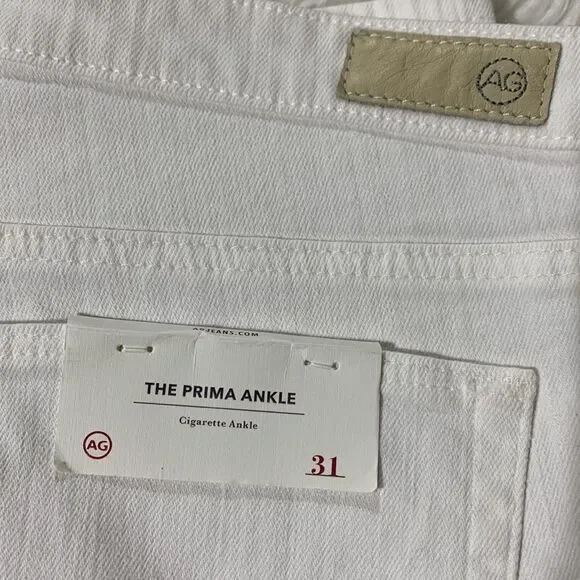 AG
AGJEANS.COM
THE PRIMA ANKLE
Cigarette Ankle
AG
31